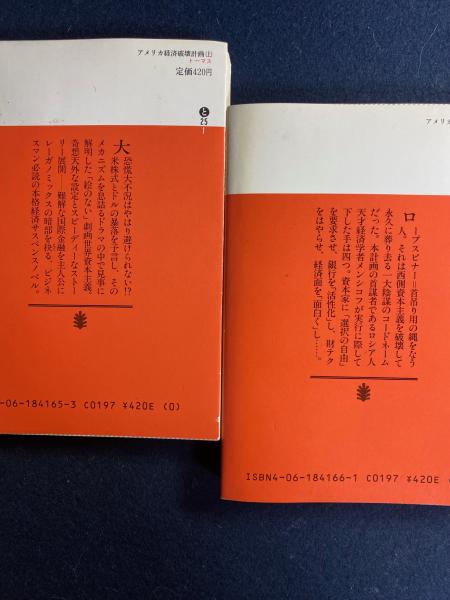 アメリカ経済破壊計画(上)
トーマス
定価420円
と
25
大恐慌大不況はやはり避けられない!?
米株式とドルの暴落を予言し、その
メカニズムを息詰るドラマの中で見事に
解明した「絵のない」劇画世界資本主義。
奇想天外な設定とスピーディーなストー
リー展開——難解な国際金融を主人公に
レーガノミックスの暗部を抉る、ビジネ
スマン必読の本格経済サスペンスノベル。
-06-184165-3 C0197 ¥420E (0)
アメリカ
ロープスピナー=首吊り用の縄をなう
人。それは西側資本主義を破壊して
永久に葬り去る一大陰謀のコードネーム
だった。本計画の首謀者であるロシア人
天才経済学者メンシコフが実行に際して
下した手は四つ。資本家に「選択の自由」
を要求させ、銀行を「活性化」し、財テク
をはやらせ、経済面を「面白く」し……。
ISBN4-06-184166-1 C0197 ¥420E